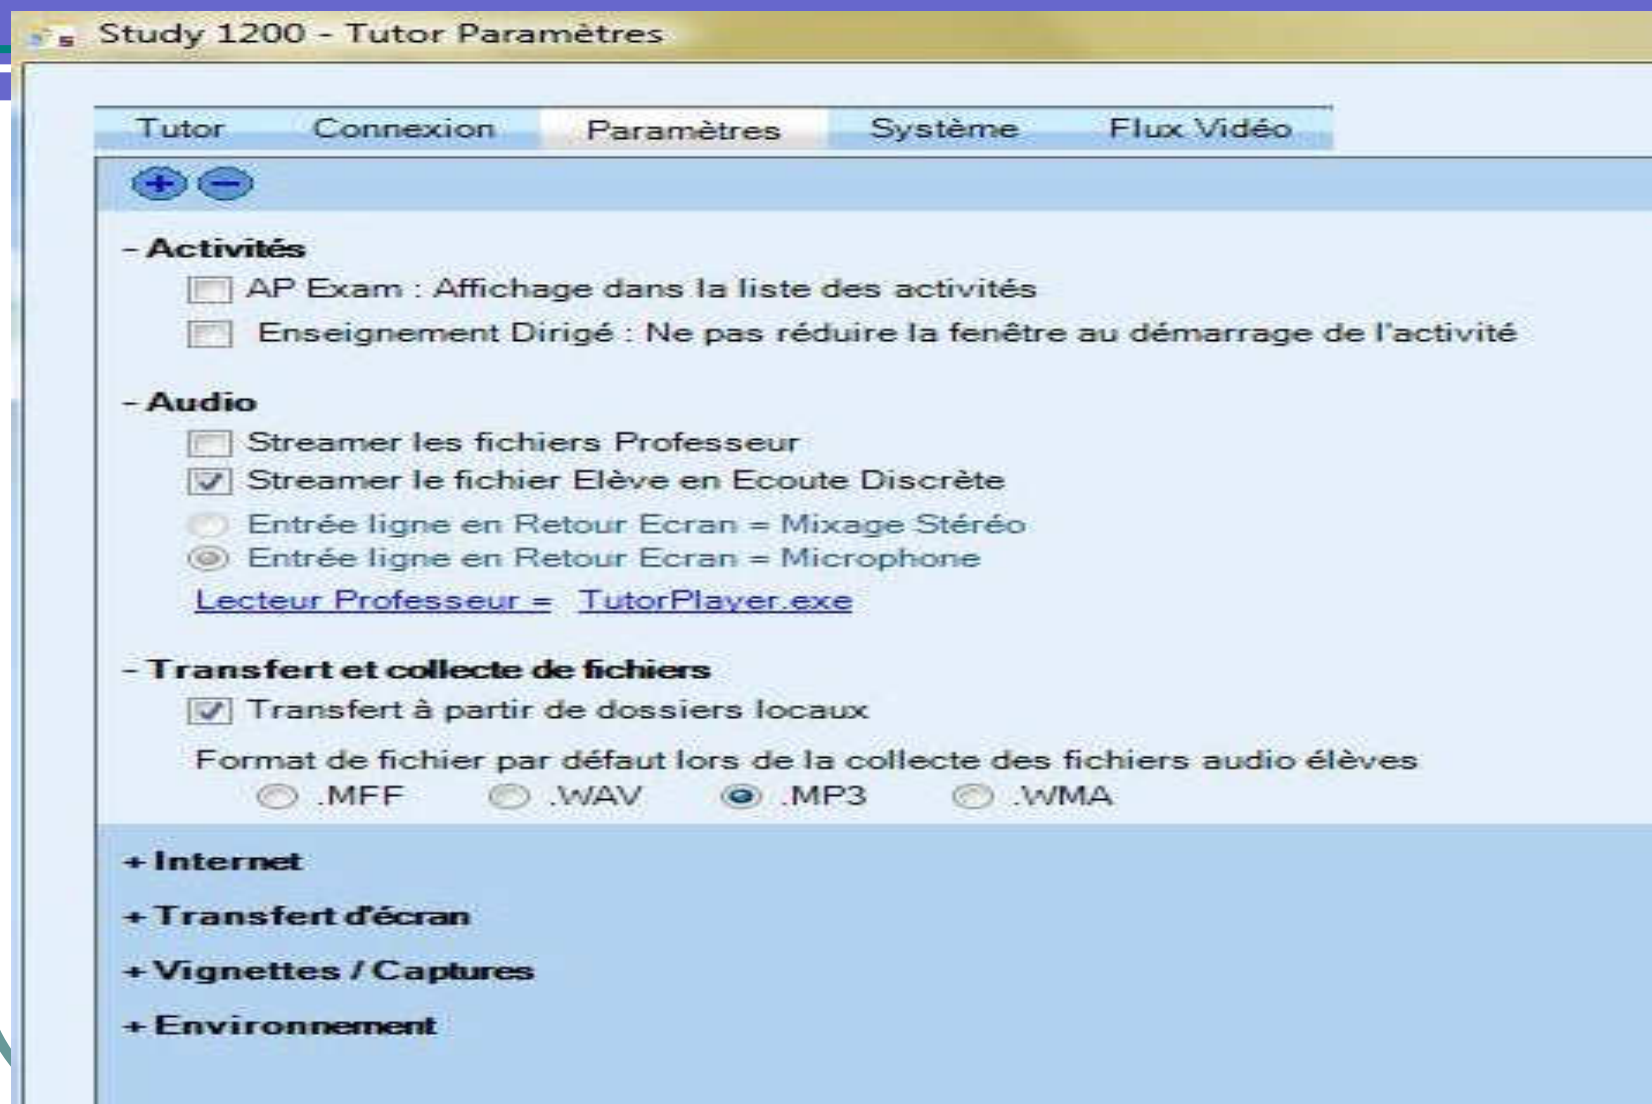 Study 1200 - Tutor Paramètres
Tutor Connexion Paramètres Système Flux Vidéo
- Activités
AP Exam : Affichage dans la liste des activités
Enseignement Dirigé : Ne pas réduire la fenêtre au démarrage de l'activité
- Audio
Streamer les fichiers Professeur
Streamer le fichier Elève en Ecoute Discrète
Entrée ligne en Retour Ecran = Mixage Stéréo
Entrée ligne en Retour Ecran = Microphone
Lecteur Professeur = TutorPlayer.exe
- Transfert et collecte de fichiers
Transfert à partir de dossiers locaux
Format de fichier par défaut lors de la collecte des fichiers audio élèves
.MFF .WAV .MP3 .WMA
+ Internet
+ Transfert d'écran
+ Vignettes / Captures
+ Environnement